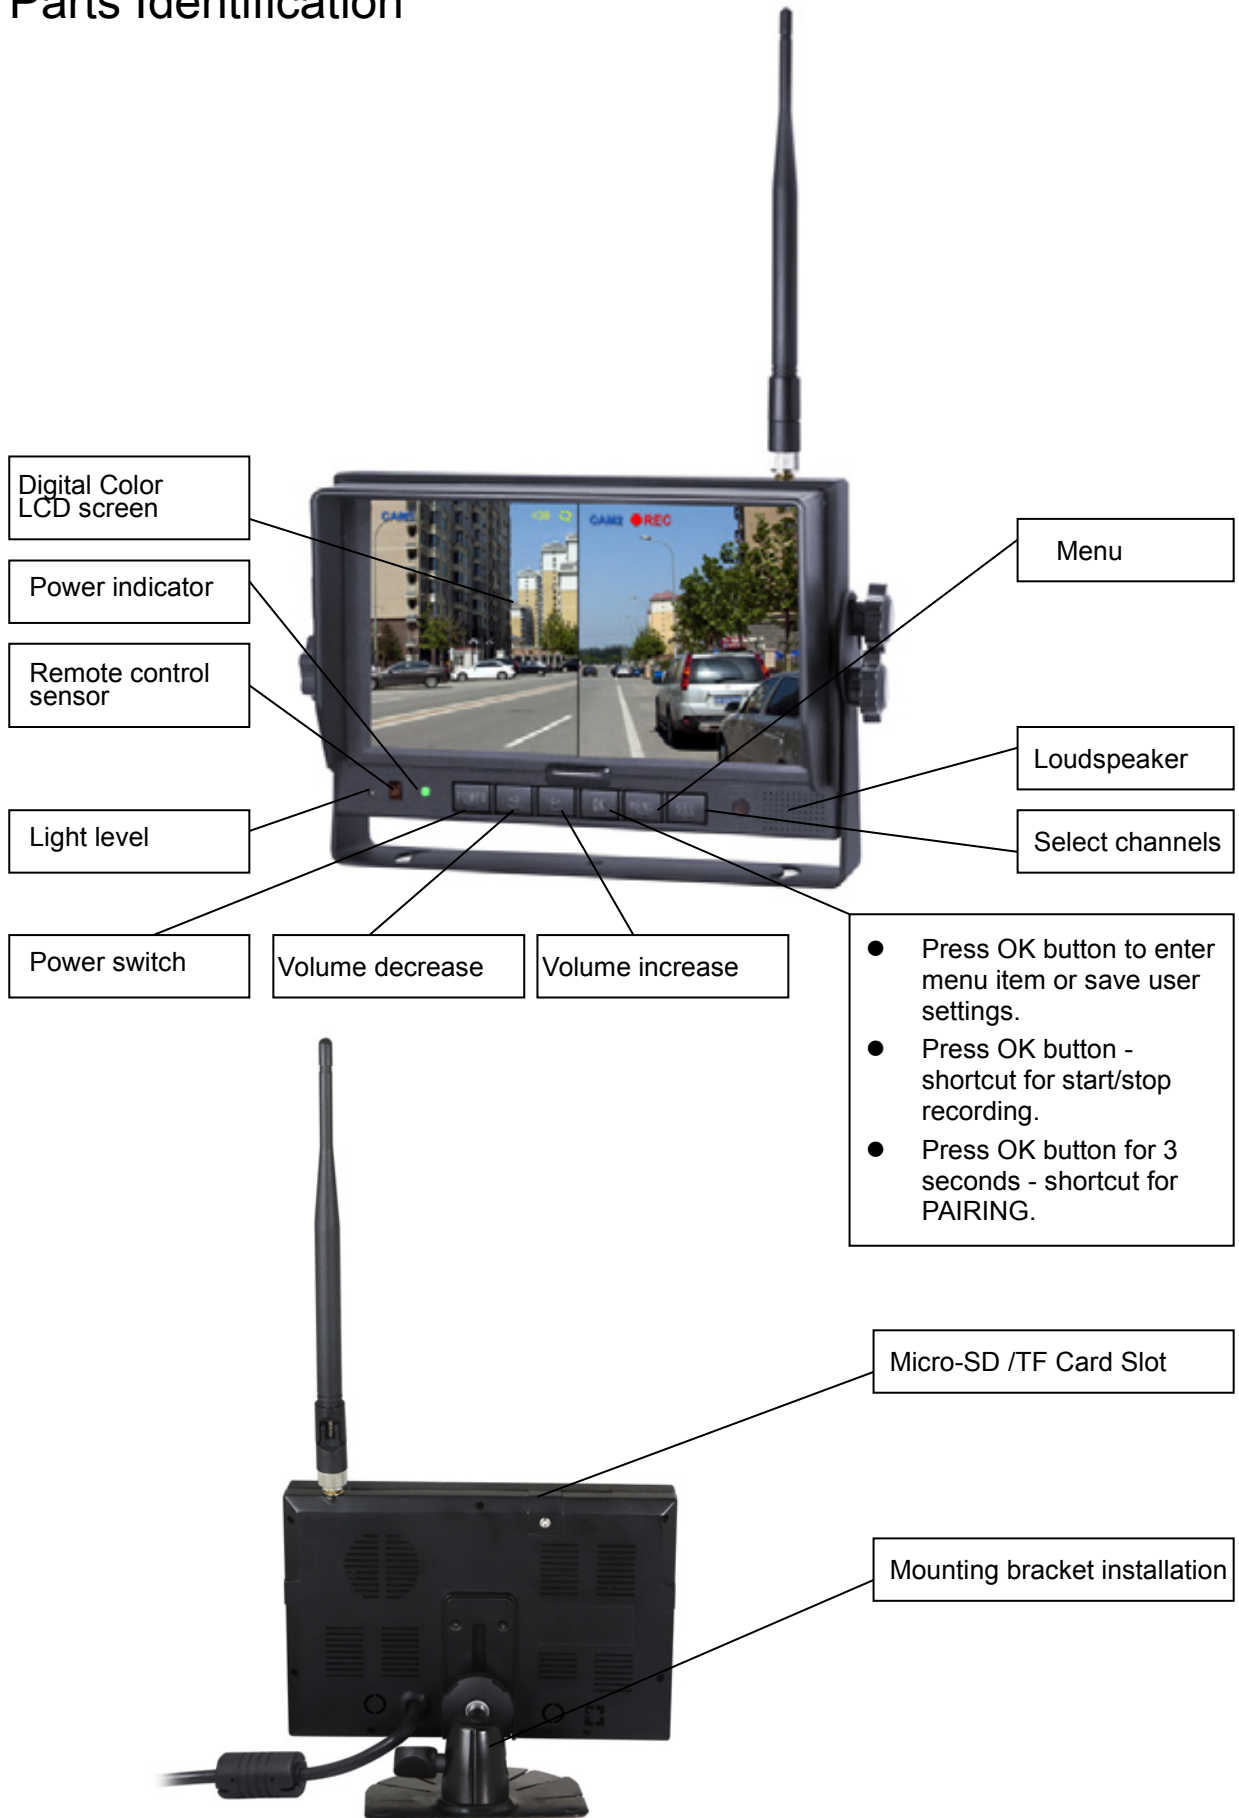 Parts Identification
CAM1
CAM2 REC
Digital Color
LCD screen
Menu
Power indicator
Remote control
sensor
Loudspeaker
Light level
Select channels
Power switch
Volume decrease
Volume increase
● Press OK button to enter
menu item or save user
settings.
● Press OK button -
shortcut for start/stop
recording.
● Press OK button for 3
seconds - shortcut for
PAIRING.
OK
Micro-SD /TF Card Slot
Mounting bracket installation